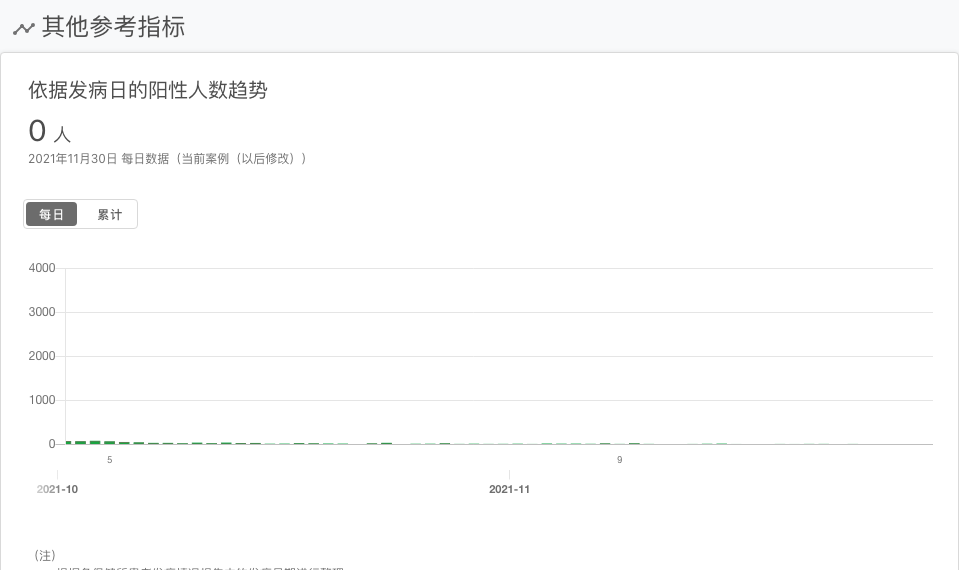 其他参考指标
依据发病日的阳性人数趋势
0 人
2021年11月30日 每日数据（当前案例（以后修改））
每日 累计
4000
3000
2000
1000
0
5 9
2021-10 2021-11
（注）